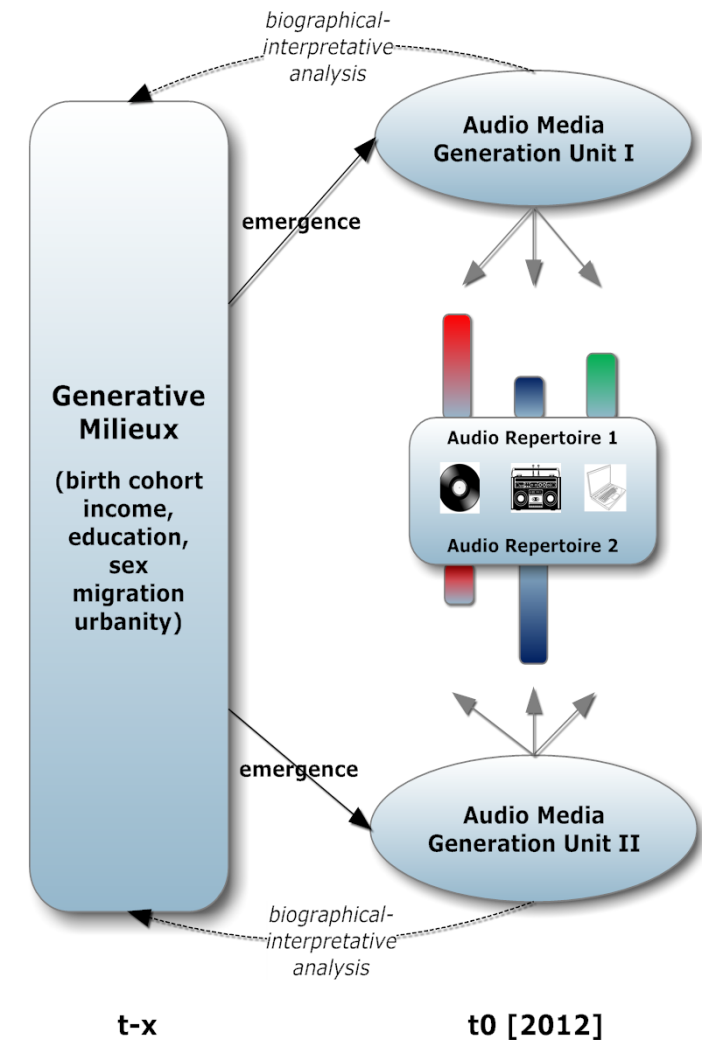 biographical-
interpretative
analysis
Audio Media
Generation Unit I
emergence
Generative
Milieux
(birth cohort
income,
education,
sex
migration
urbanity)
Audio Repertoire 1
Audio Repertoire 2
emergence
Audio Media
Generation Unit II
biographical-
interpretative
analysis
t-x
t0 [2012]